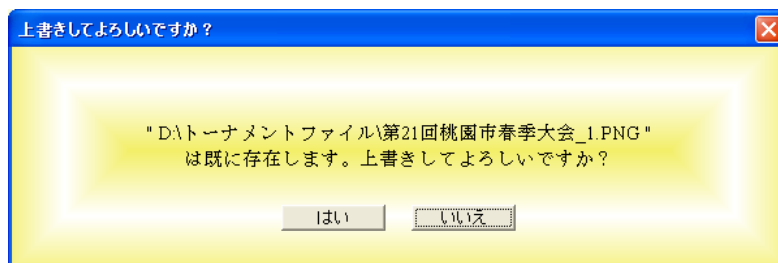 上書きしてよろしいですか?
" D:\トーナメントファイル\第21回桃園市春季大会_1.PNG "
は既に存在します。上書きしてよろしいですか?
はい
いいえ